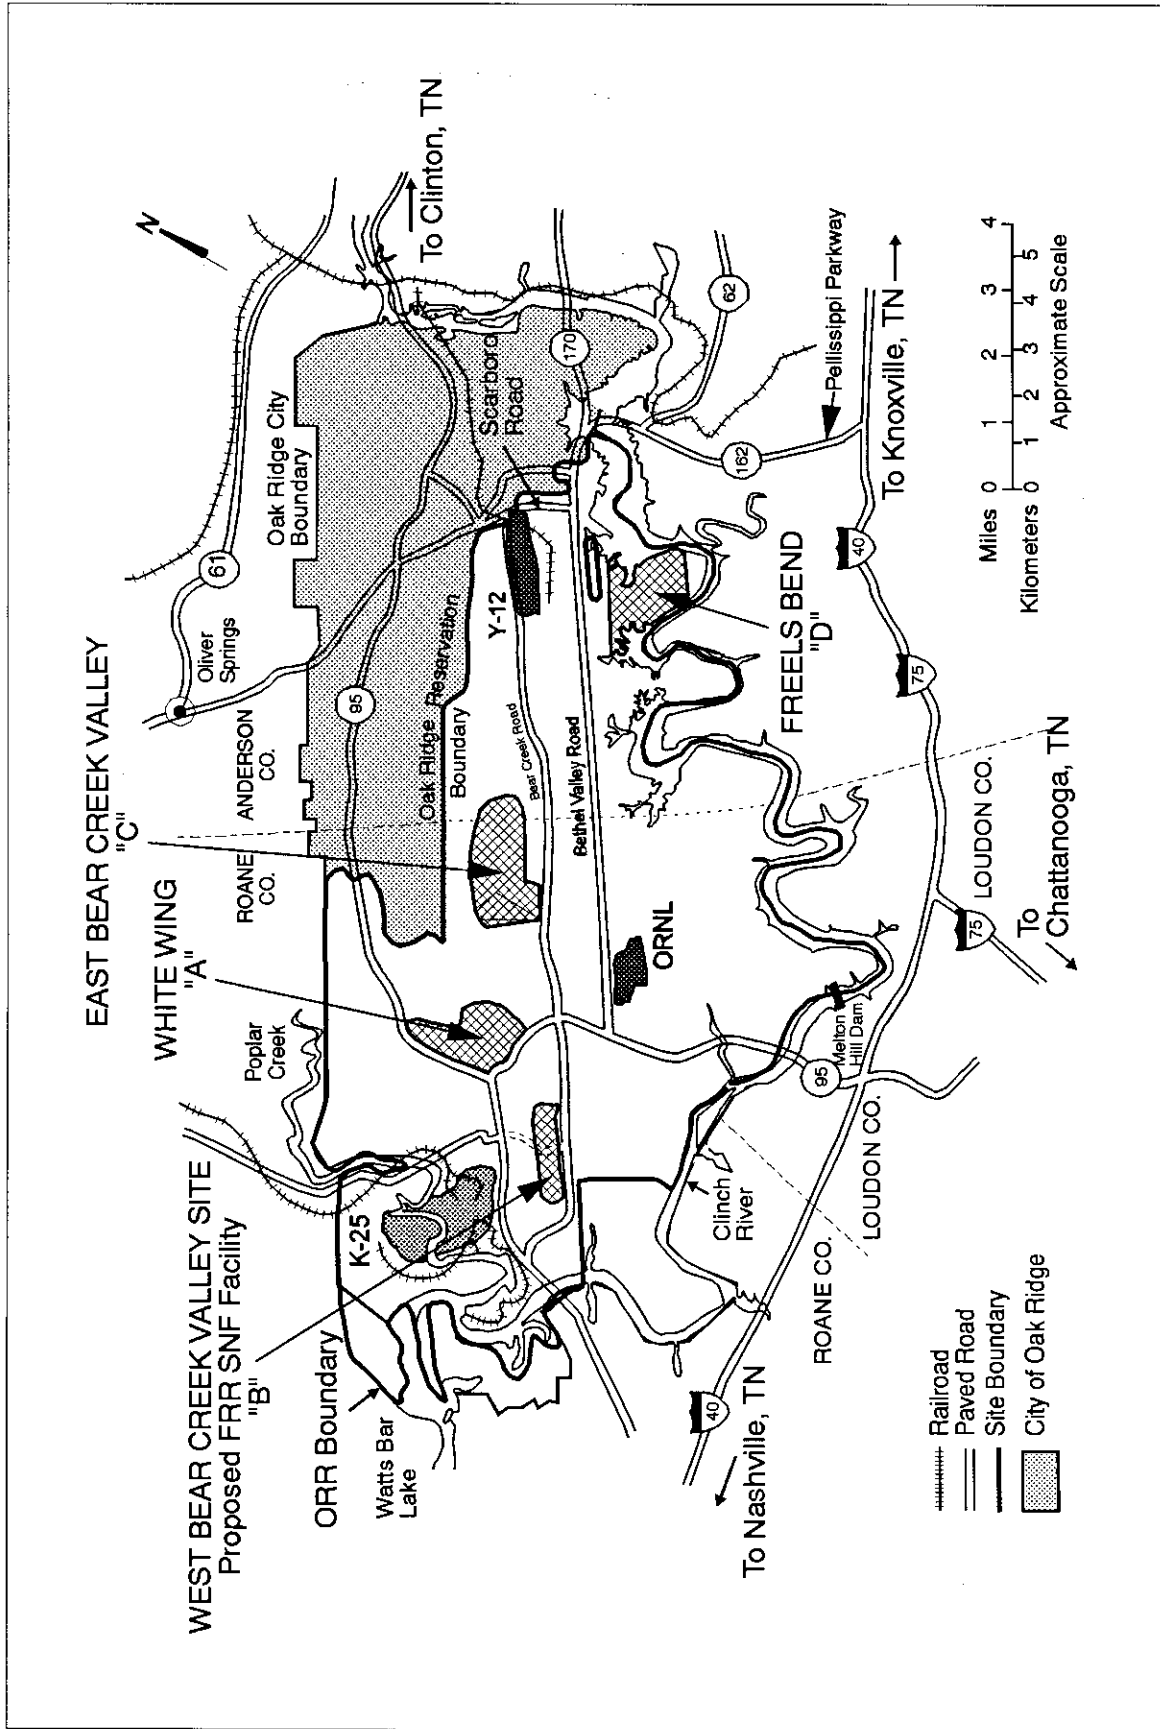 EAST BEAR CREEK VALLEY
"C"
WHITE WING
"A"
WEST BEAR CREEK VALLEY SITE
Proposed FRR SNF Facility
"B"
N
61
Oliver
Springs
Oak Ridge City
Boundary
To Clinton, TN
ROANE
CO.
ANDERSON
CO.
95
Poplar
Creek
Oak Ridge Reservation
Boundary
Scarboro
Road
170
K-25
Y-12
Bear Creek Road
Bethel Valley Road
ORR Boundary
Watts Bar
Lake
ORNL
FREELS BEND
"D"
62
162
Pellissippi Parkway
Clinch
River
Melton
Hill Dam
95
40
To Knoxville, TN
75
LOUDON CO.
75
To
Chattanooga, TN
ROANE CO.
LOUDON CO.
40
To Nashville, TN
Railroad
Paved Road
Site Boundary
City of Oak Ridge
Miles 0 1 2 3 4
Kilometers 0 1 2 3 4 5
Approximate Scale